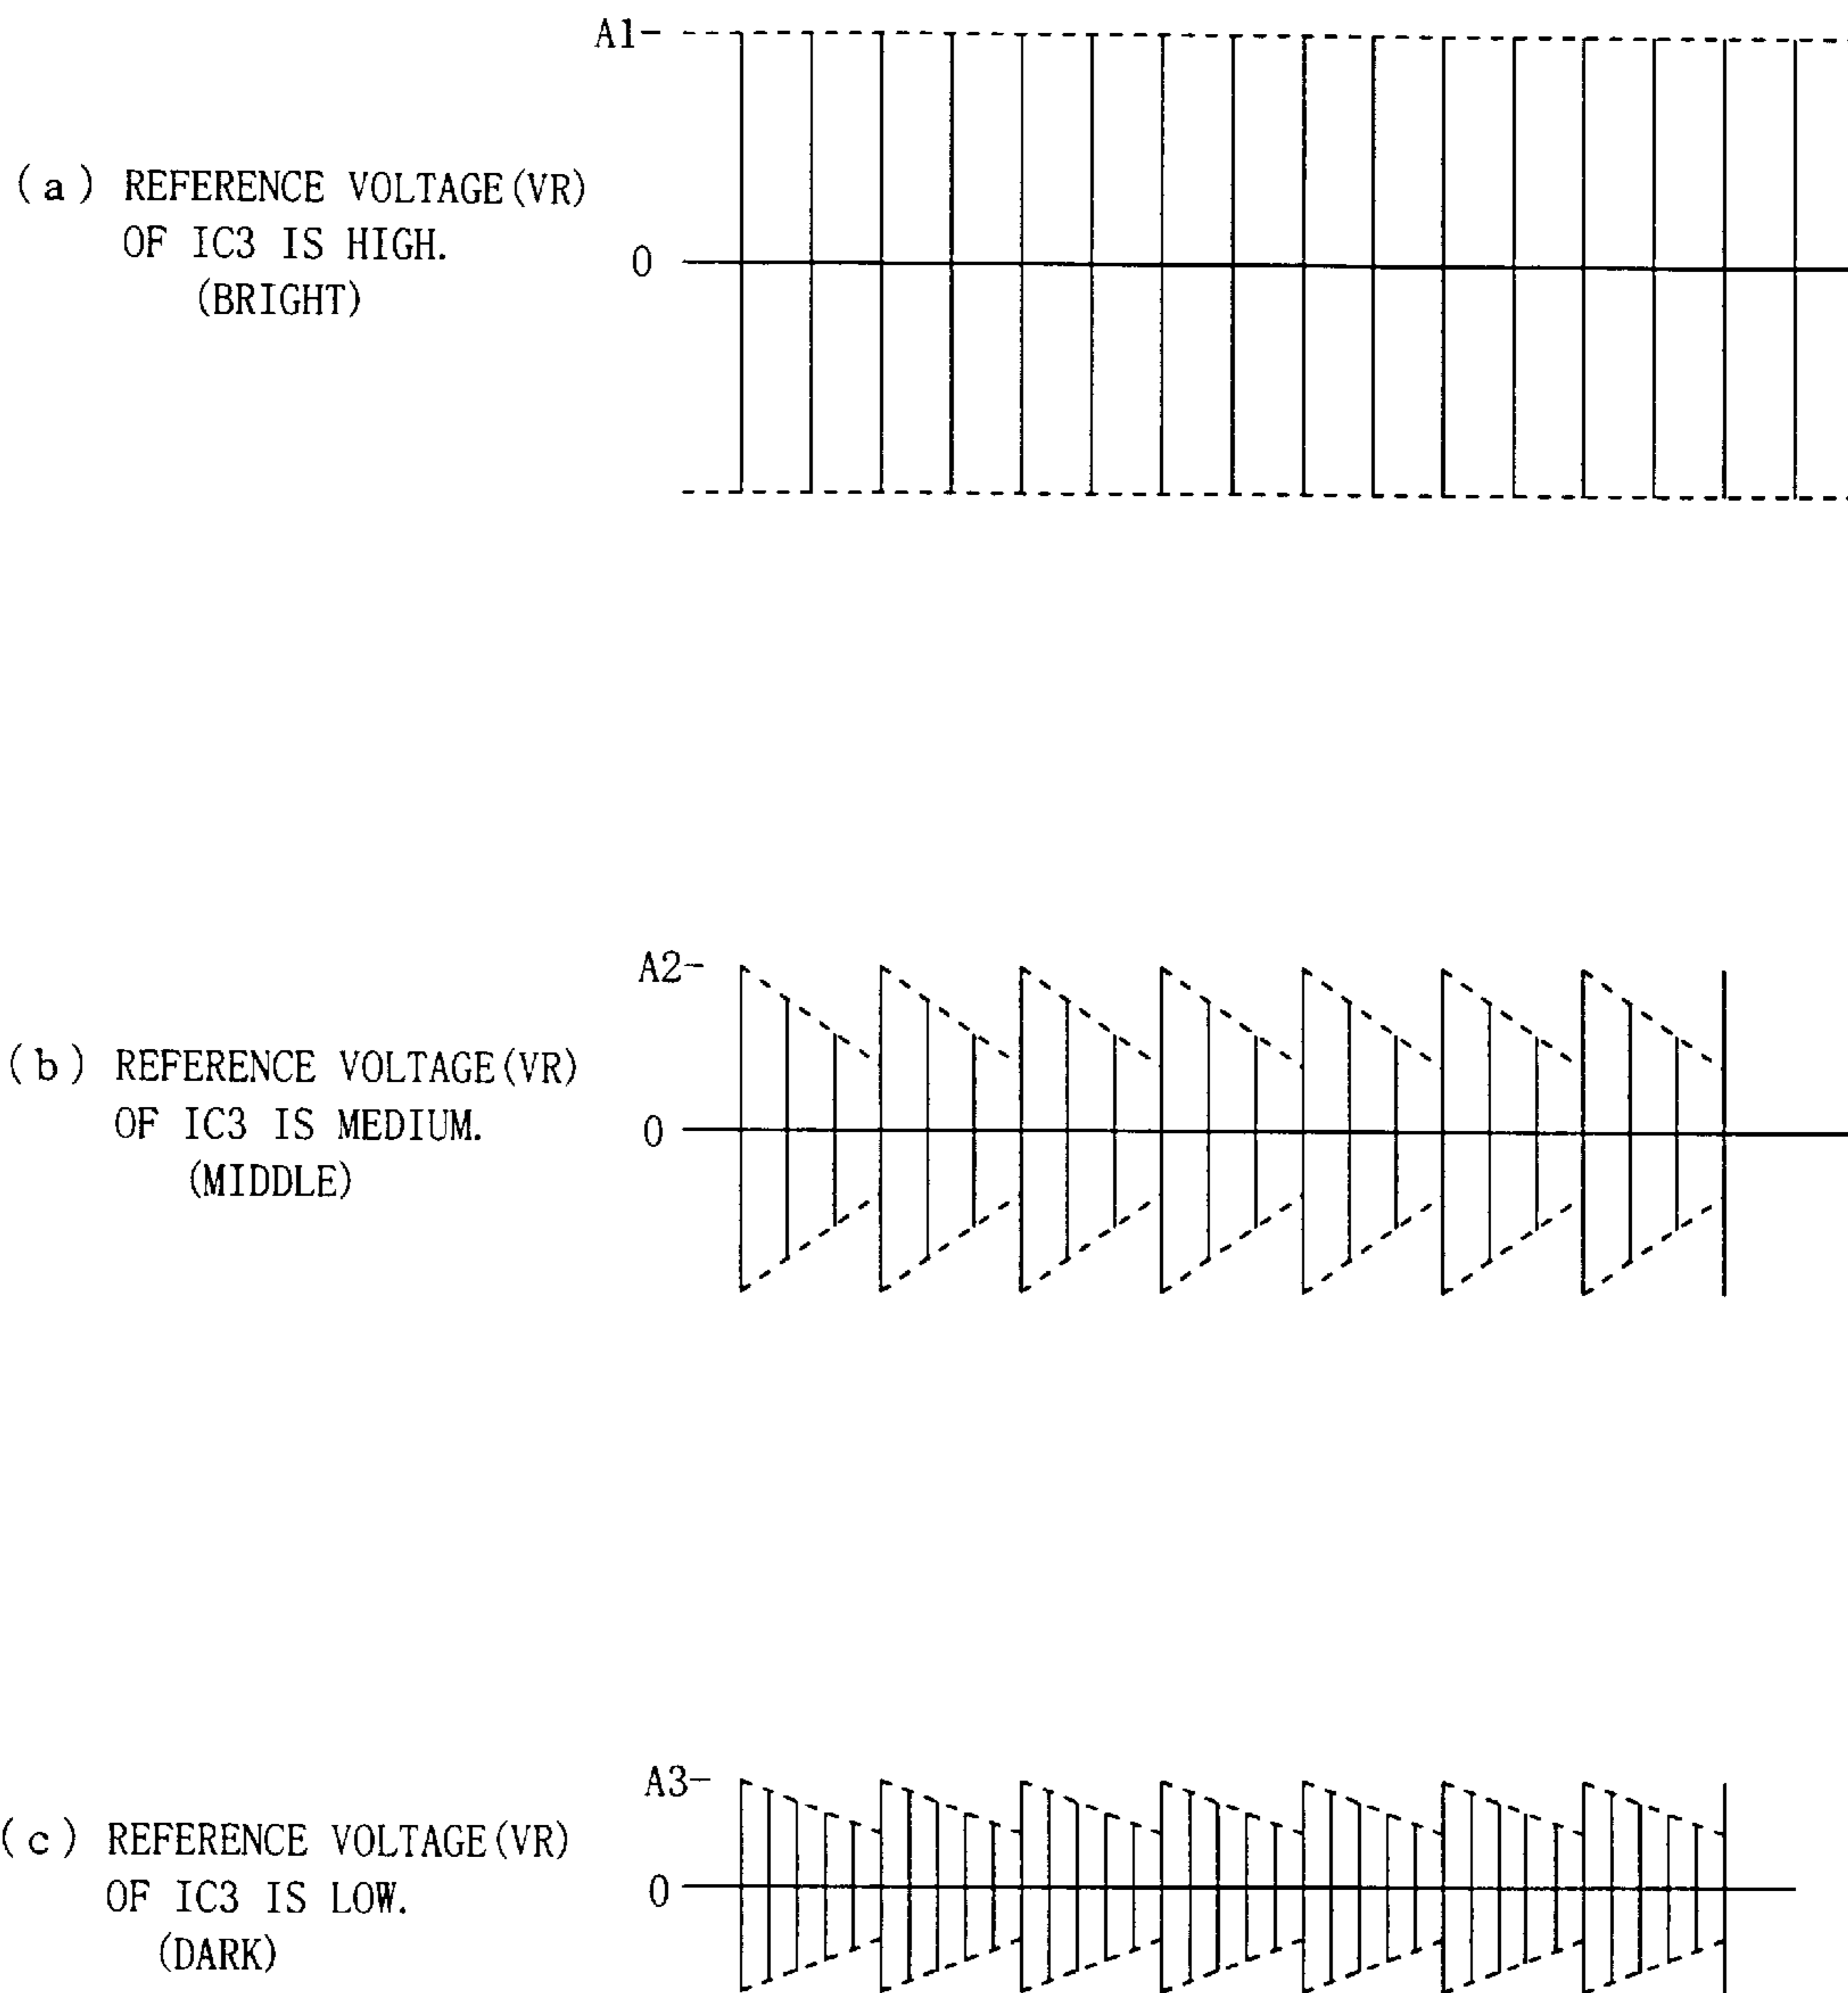 A1-
(a) REFERENCE VOLTAGE(VR)
OF IC3 IS HIGH.
(BRIGHT)
0
A2-
(b) REFERENCE VOLTAGE(VR)
OF IC3 IS MEDIUM.
(MIDDLE)
0
A3-
(c) REFERENCE VOLTAGE(VR)
OF IC3 IS LOW.
(DARK)
0